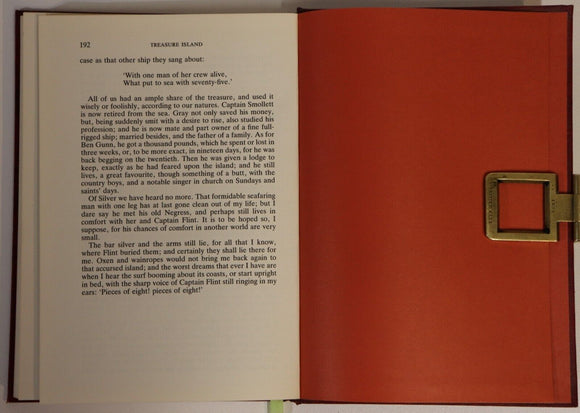 192
TREASURE ISLAND
case as that other ship they sang about:
'With one man of her crew alive,
What put to sea with seventy-five.'
All of us had an ample share of the treasure, and used it
wisely or foolishly, according to our natures. Captain Smollett
is now retired from the sea. Gray not only saved his money,
but, being suddenly smit with a desire to rise, also studied his
profession; and he is now mate and part owner of a fine full-
rigged ship; married besides, and the father of a family. As for
Ben Gunn, he got a thousand pounds, which he spent or lost in
three weeks, or, to be more exact, in nineteen days, for he was
back begging on the twentieth. Then he was given a lodge to
keep, exactly as he had feared upon the island; and he still
lives, a great favourite, though something of a butt, with the
country boys, and a notable singer in church on Sundays and
saints' days.
Of Silver we have heard no more. That formidable seafaring
man with one leg has at last gone clean out of my life; but I
dare say he met his old Negress, and perhaps still lives in
comfort with her and Captain Flint. It is to be hoped so, I
suppose, for his chances of comfort in another world are very
small.
The bar silver and the arms still lie, for all that I know,
where Flint buried them; and certainly they shall lie there for
me. Oxen and wainropes would not bring me back again to
that accursed island; and the worst dreams that ever I have are
when I hear the surf booming about its coasts, or start upright
in bed, with the sharp voice of Captain Flint still ringing in my
ears: 'Pieces of eight! pieces of eight!'